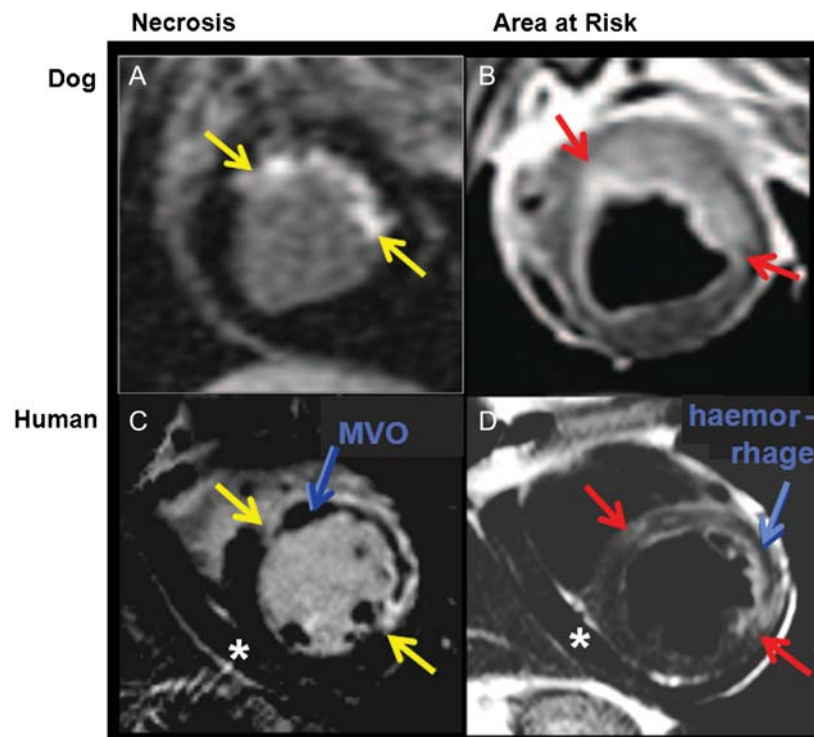 Necrosis Area at Risk
Dog
A B
Human
C D
MVO
haemor-
rhage
*
*